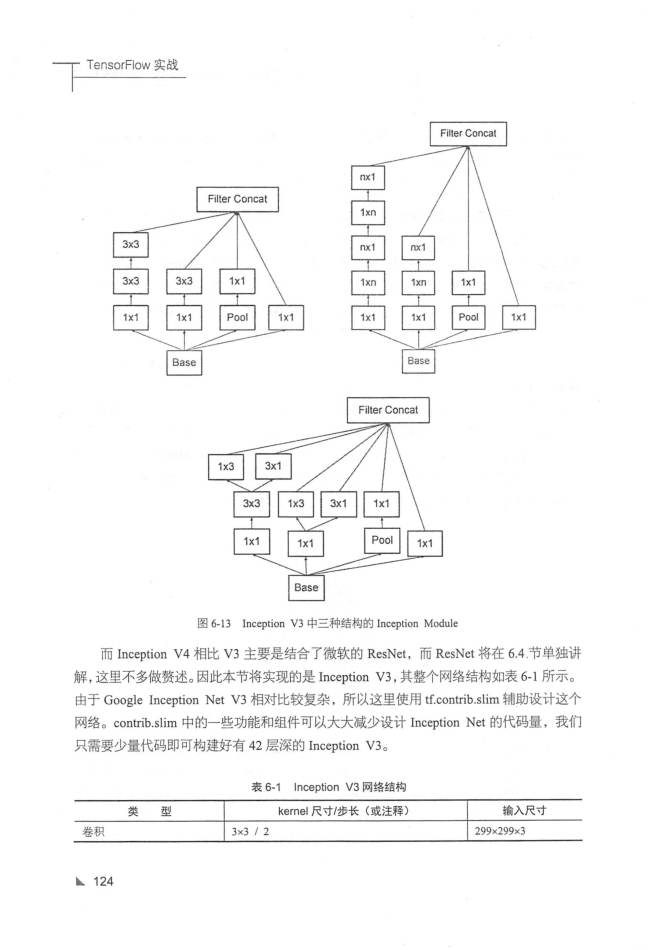 TensorFlow 实战
Filter Concat
3x3
3x3 3x3 1x1
1x1 1x1 Pool 1x1
Base
Filter Concat
nx1
1xn
nx1 nx1
1xn 1xn 1x1
1x1 1x1 Pool 1x1
Base
Filter Concat
1x3 3x1
3x3 1x3 3x1 1x1
1x1 1x1 Pool 1x1
Base
图 6-13 Inception V3 中三种结构的 Inception Module
而 Inception V4 相比 V3 主要是结合了微软的 ResNet，而 ResNet 将在 6.4.节单独讲
解，这里不多做赘述。因此本节将实现的是 Inception V3，其整个网络结构如表 6-1 所示。
由于 Google Inception Net V3 相对比较复杂，所以这里使用 tf.contrib.slim 辅助设计这个
网络。contrib.slim 中的一些功能和组件可以大大减少设计 Inception Net 的代码量，我们
只需要少量代码即可构建好有 42 层深的 Inception V3。
表 6-1 Inception V3 网络结构
类 型 kernel 尺寸/步长（或注释） 输入尺寸
卷积 3×3 / 2 299×299×3
124